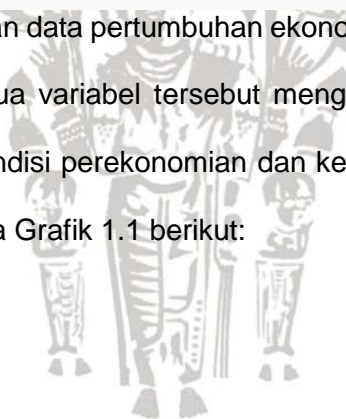 an data pertumbuhan ekono
ua variabel tersebut meng
ndisi perekonomian dan ke
a Grafik 1.1 berikut: